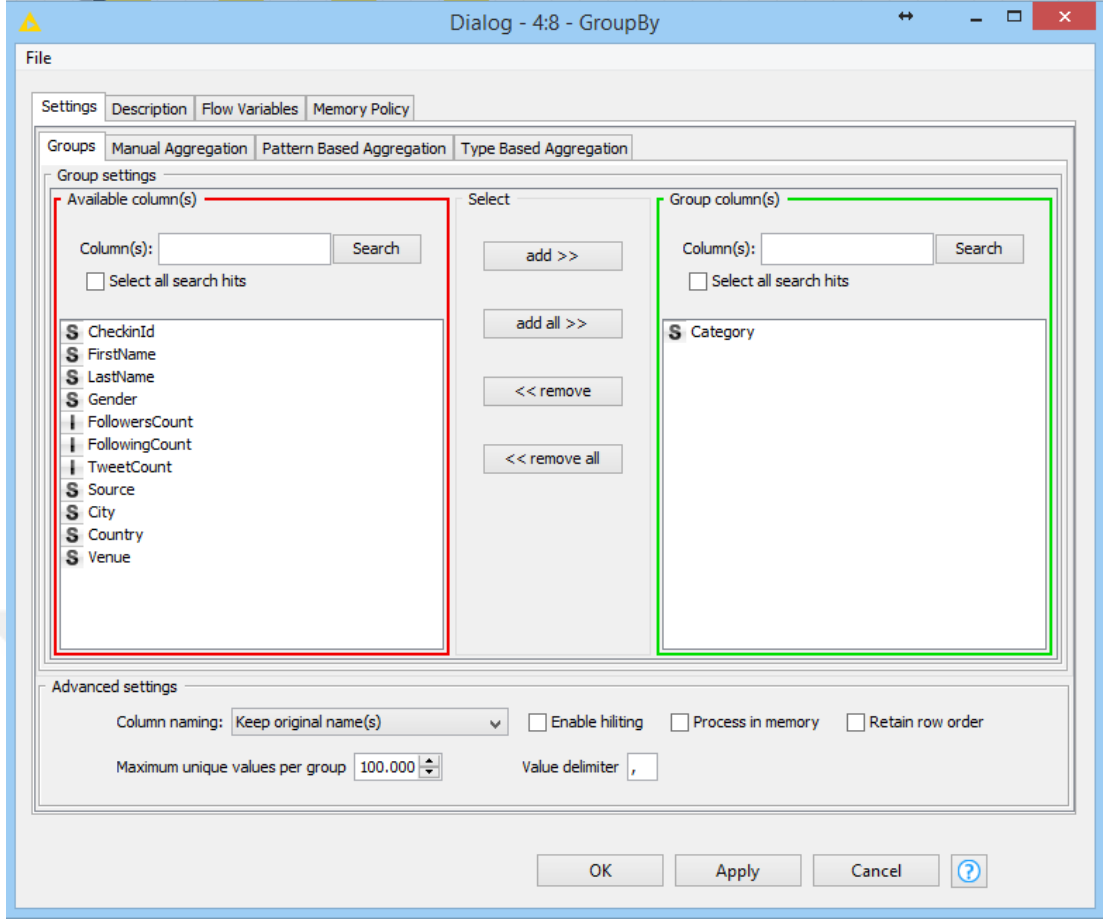 Dialog - 4:8 - GroupBy
File
Settings Description Flow Variables Memory Policy
Groups Manual Aggregation Pattern Based Aggregation Type Based Aggregation
Group settings
Available column(s)
Column(s): Search
Select all search hits
S CheckinId
S FirstName
S LastName
S Gender
I FollowersCount
I FollowingCount
I TweetCount
S Source
S City
S Country
S Venue
Select
add >>
add all >>
<< remove
<< remove all
Group column(s)
Column(s): Search
Select all search hits
S Category
Advanced settings
Column naming: Keep original name(s) Enable hiliting Process in memory Retain row order
Maximum unique values per group 100.000 Value delimiter ,
OK Apply Cancel ?